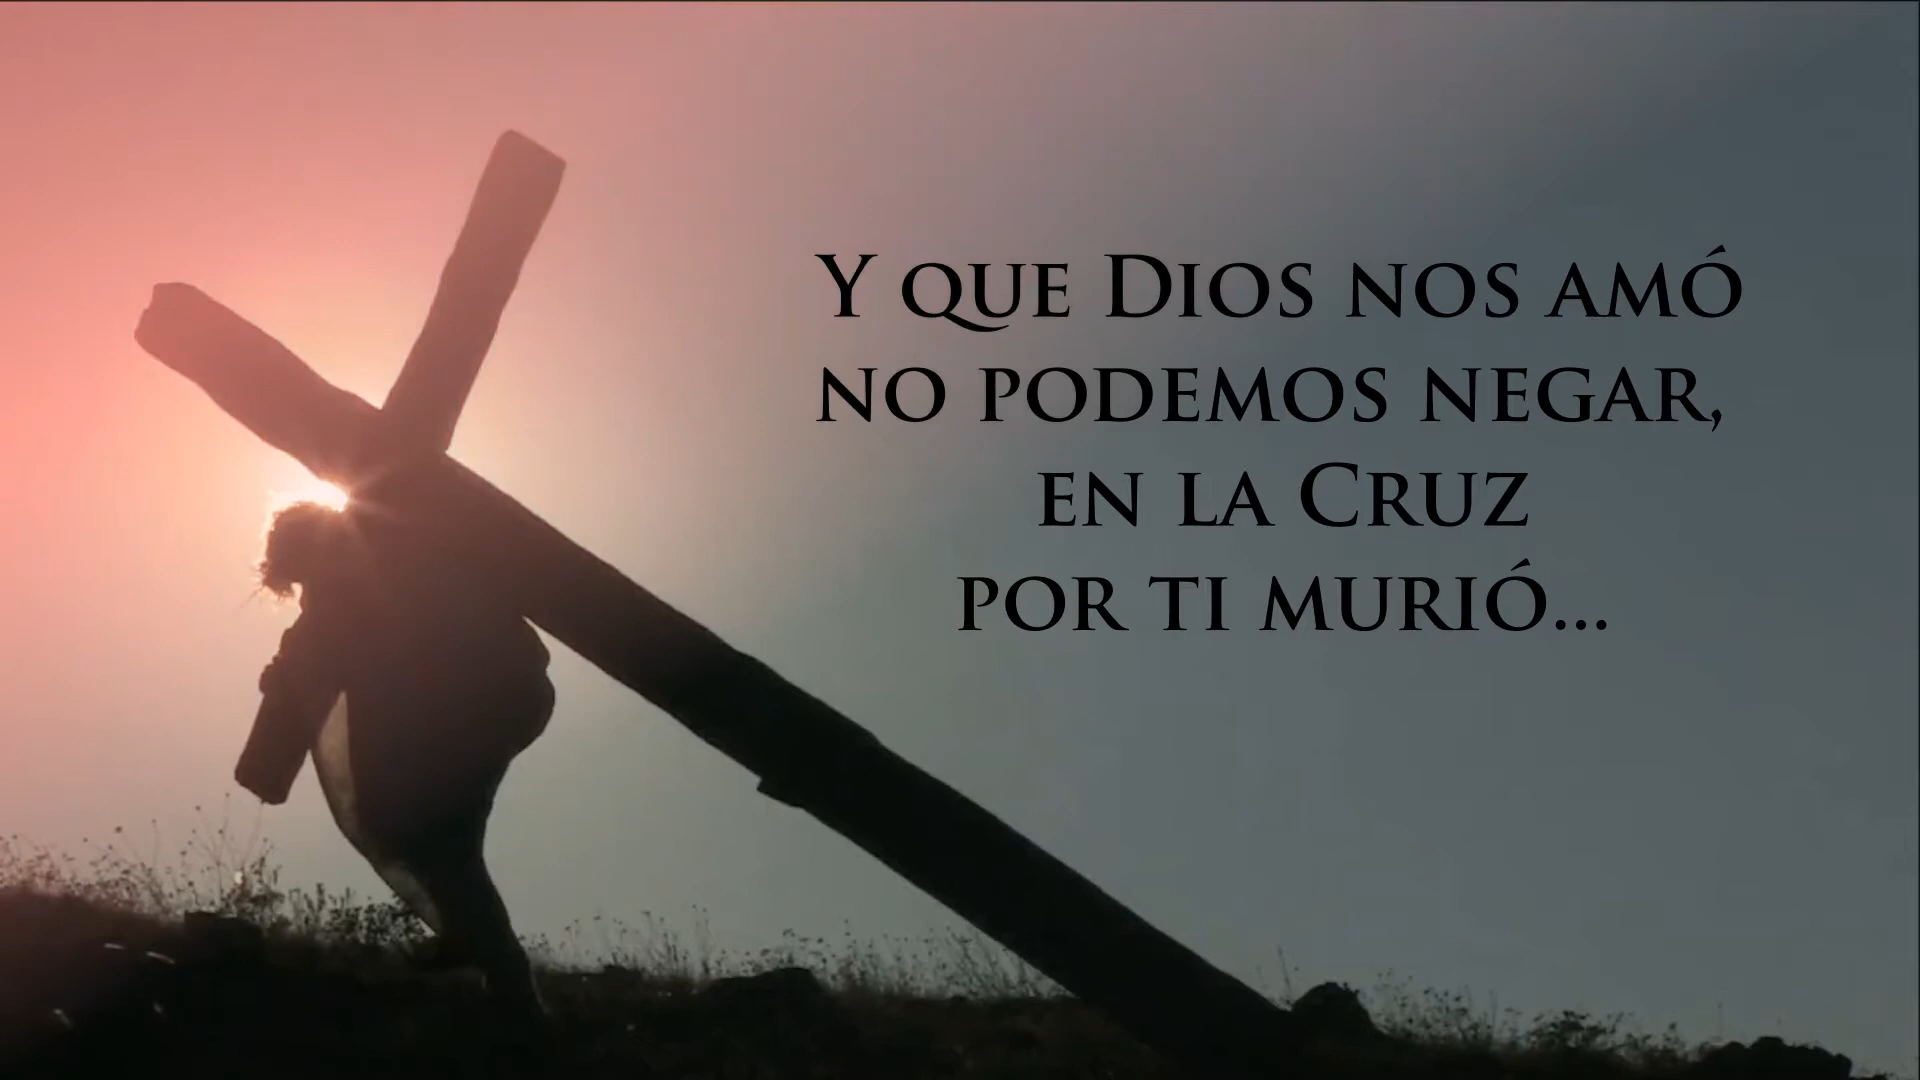 Y que Dios nos amó
no podemos negar,
en la Cruz
por ti murió...